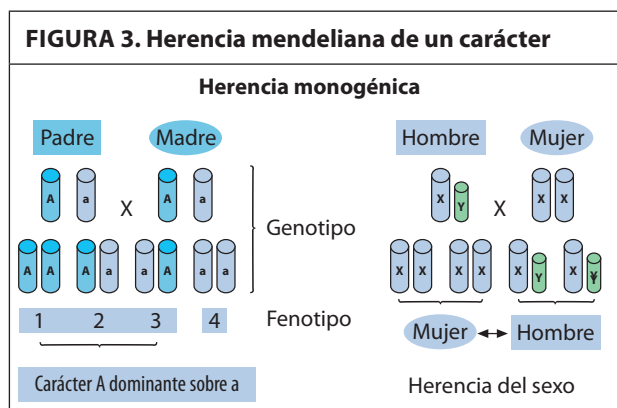 FIGURA 3. Herencia mendeliana de un carácter
Herencia monogénica
Padre Madre
A a X A a
A A A a a A a a
Genotipo
1 2 3 4
Fenotipo
Carácter A dominante sobre a
Hombre Mujer
X Y X X X
X X X X X Y X Y
Mujer Hombre
Herencia del sexo